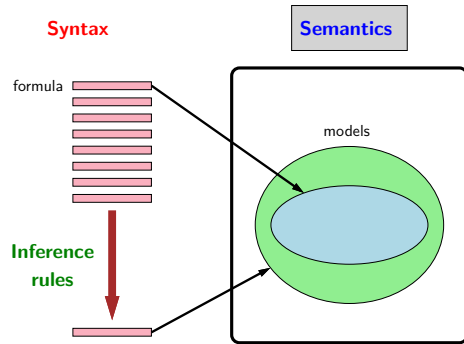 Syntax
Semantics
formula
models
Inference
rules